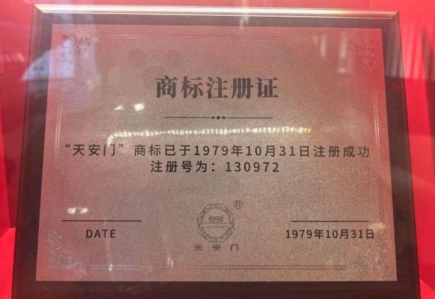 商标注册证
“天安门”商标已于1979年10月31日注册成功
注册号为：130972
®
天安门
DATE
1979年10月31日